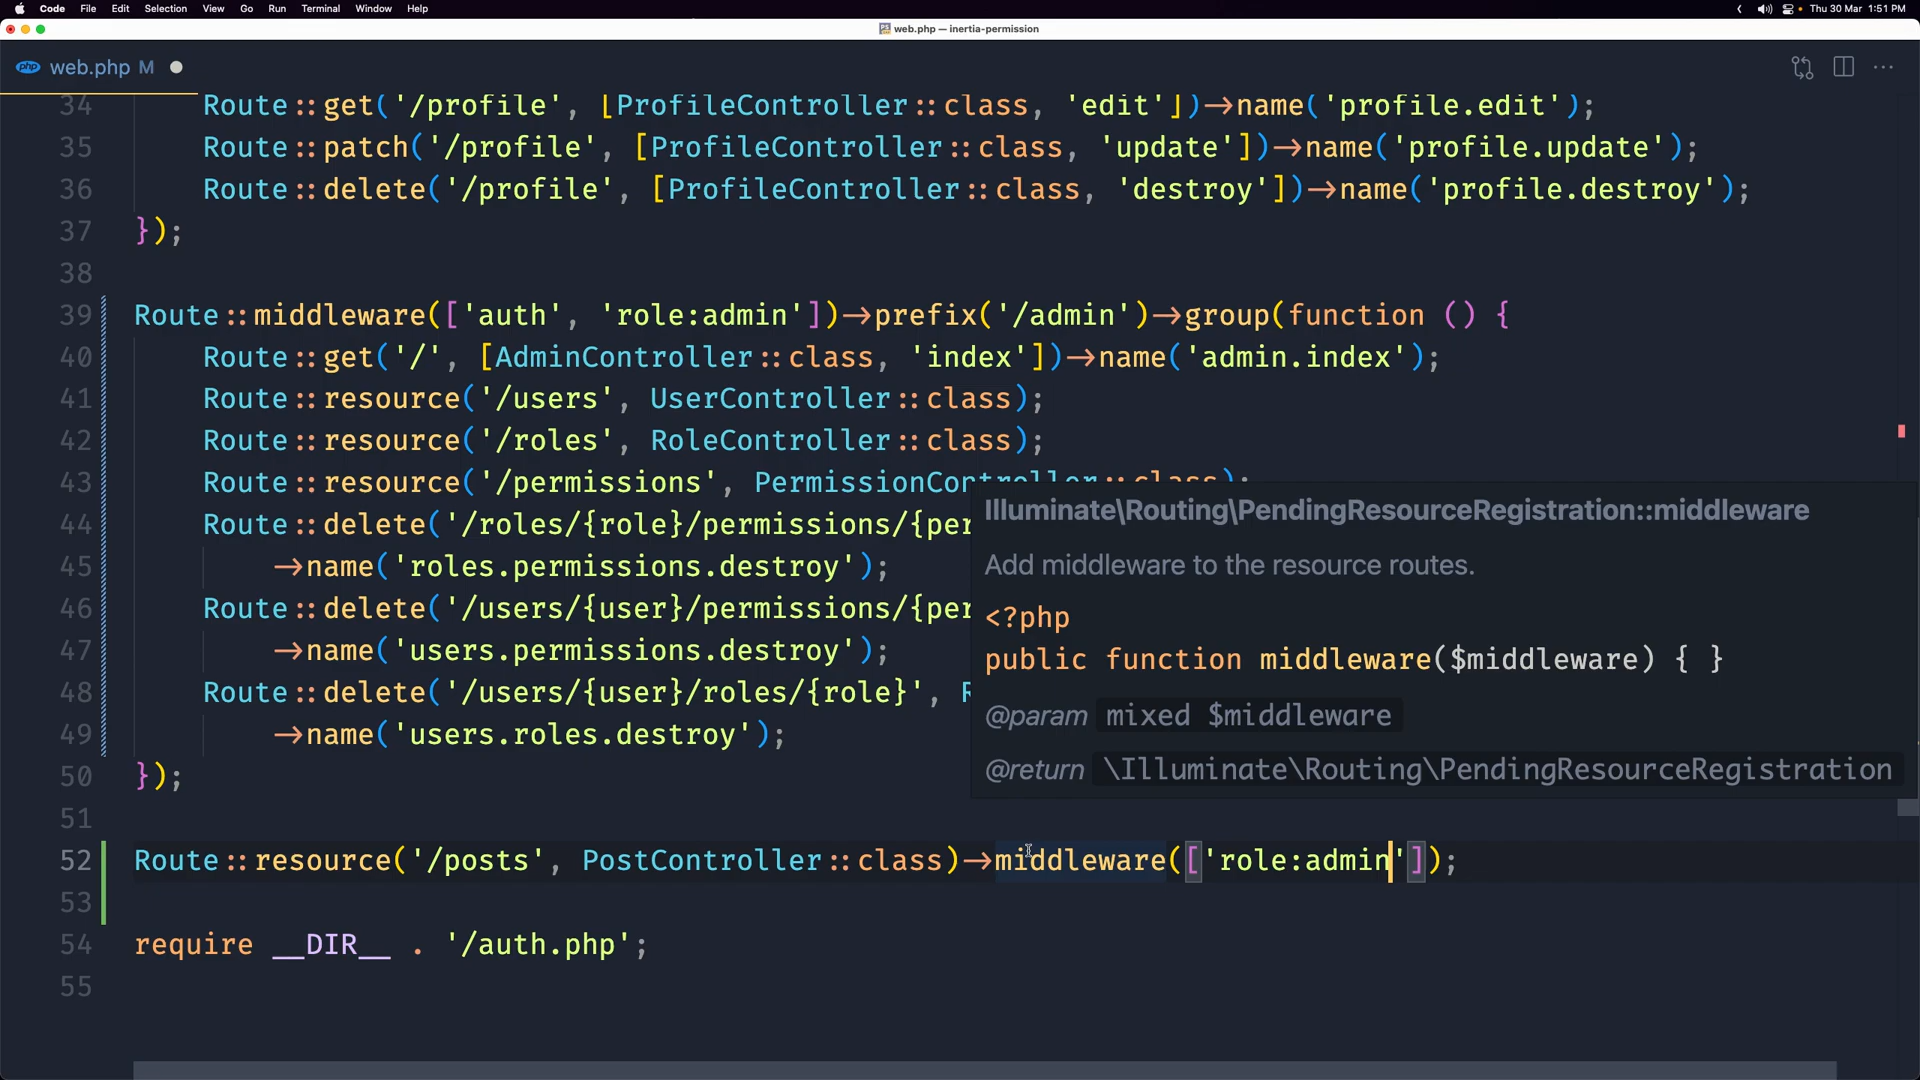 Code File Edit Selection View Go Run Terminal Window Help Thu 30 Mar 1:51 PM
web.php — inertia-permission
php web.php M
34 Route::get('/profile', [ProfileController::class, 'edit'])->name('profile.edit');
35 Route::patch('/profile', [ProfileController::class, 'update'])->name('profile.update');
36 Route::delete('/profile', [ProfileController::class, 'destroy'])->name('profile.destroy');
37 });
38
39 Route::middleware(['auth', 'role:admin'])->prefix('/admin')->group(function () {
40 Route::get('/', [AdminController::class, 'index'])->name('admin.index');
41 Route::resource('/users', UserController::class);
42 Route::resource('/roles', RoleController::class);
43 Route::resource('/permissions', PermissionController::class);
44 Route::delete('/roles/{role}/permissions/{per
45 ->name('roles.permissions.destroy');
46 Route::delete('/users/{user}/permissions/{per
47 ->name('users.permissions.destroy');
48 Route::delete('/users/{user}/roles/{role}', R
49 ->name('users.roles.destroy');
50 });
51
52 Route::resource('/posts', PostController::class)->middleware(['role:admin']);
53
54 require __DIR__ . '/auth.php';
55
Illuminate\Routing\PendingResourceRegistration::middleware
Add middleware to the resource routes.
<?php
public function middleware($middleware) { }
@param mixed $middleware
@return \Illuminate\Routing\PendingResourceRegistration